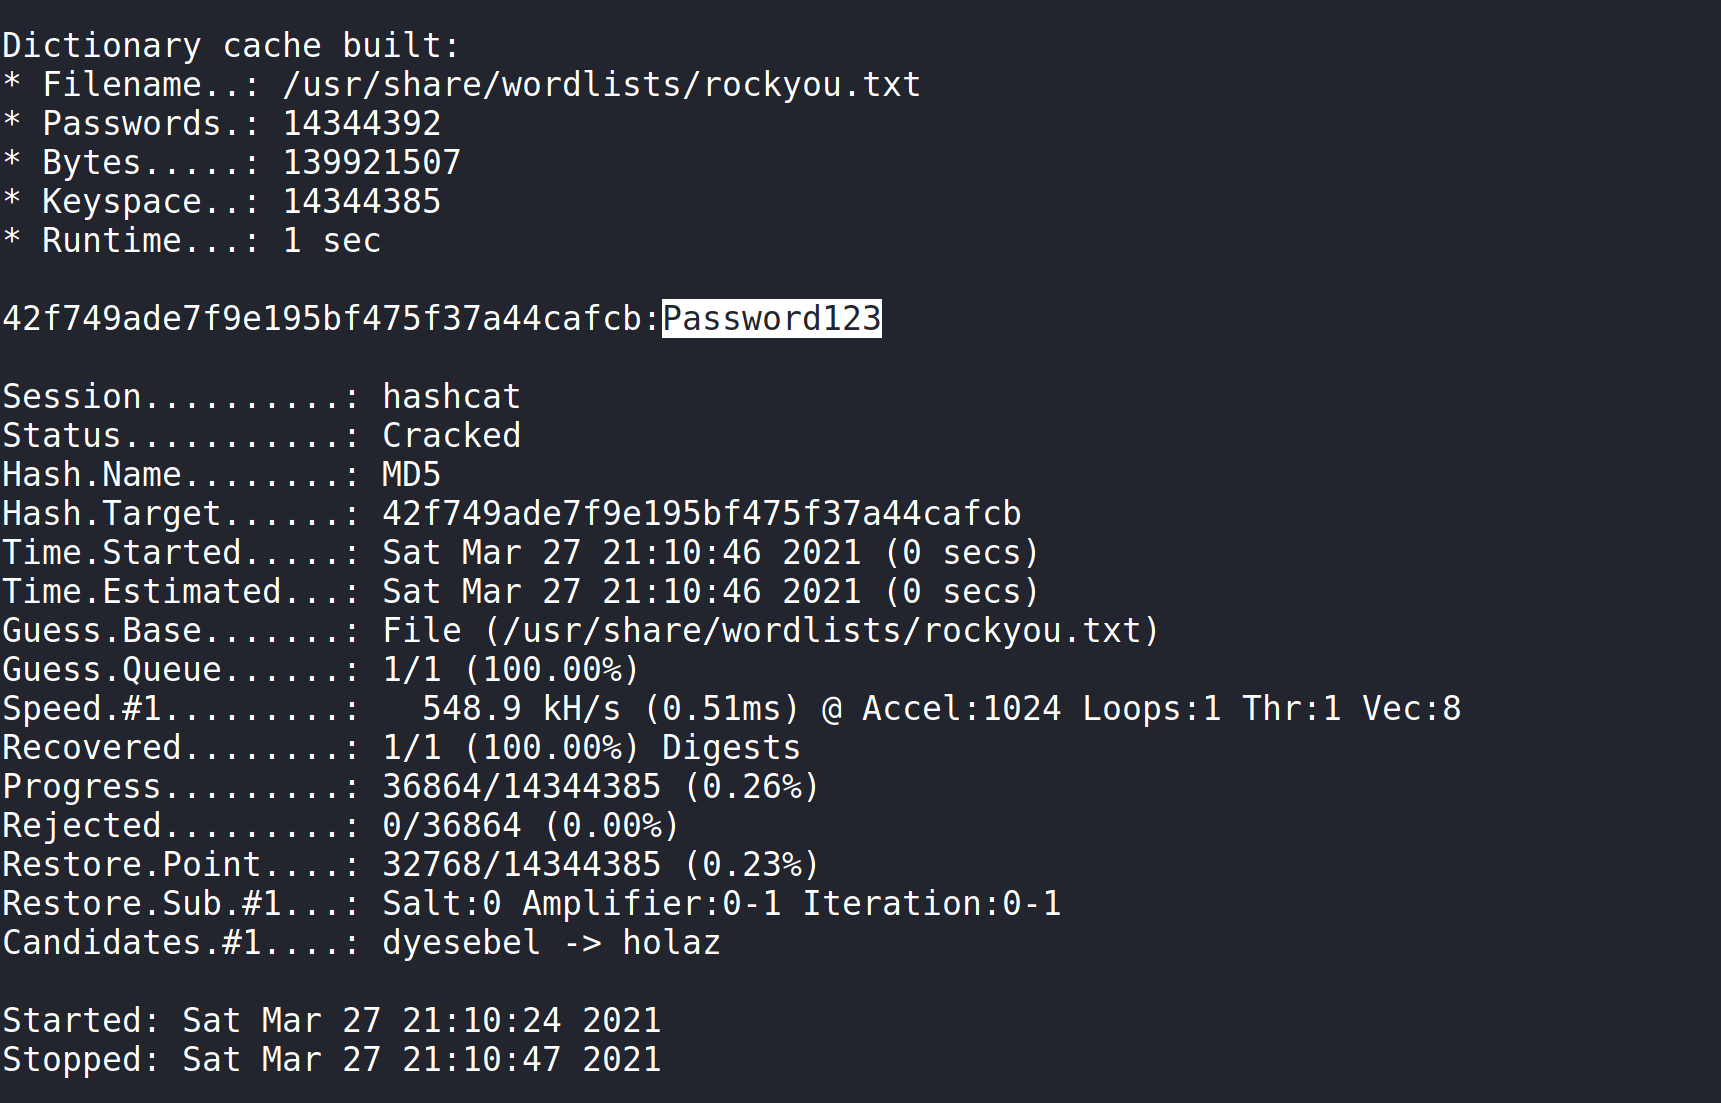 Dictionary cache built:
* Filename..: /usr/share/wordlists/rockyou.txt
* Passwords.: 14344392
* Bytes.....: 139921507
* Keyspace..: 14344385
* Runtime...: 1 sec
42f749ade7f9e195bf475f37a44cafcb:Password123
Session..........: hashcat
Status...........: Cracked
Hash.Name........: MD5
Hash.Target......: 42f749ade7f9e195bf475f37a44cafcb
Time.Started.....: Sat Mar 27 21:10:46 2021 (0 secs)
Time.Estimated...: Sat Mar 27 21:10:46 2021 (0 secs)
Guess.Base.......: File (/usr/share/wordlists/rockyou.txt)
Guess.Queue......: 1/1 (100.00%)
Speed.#1.........:   548.9 kH/s (0.51ms) @ Accel:1024 Loops:1 Thr:1 Vec:8
Recovered........: 1/1 (100.00%) Digests
Progress.........: 36864/14344385 (0.26%)
Rejected.........: 0/36864 (0.00%)
Restore.Point....: 32768/14344385 (0.23%)
Restore.Sub.#1...: Salt:0 Amplifier:0-1 Iteration:0-1
Candidates.#1....: dyesebel -> holaz
Started: Sat Mar 27 21:10:24 2021
Stopped: Sat Mar 27 21:10:47 2021